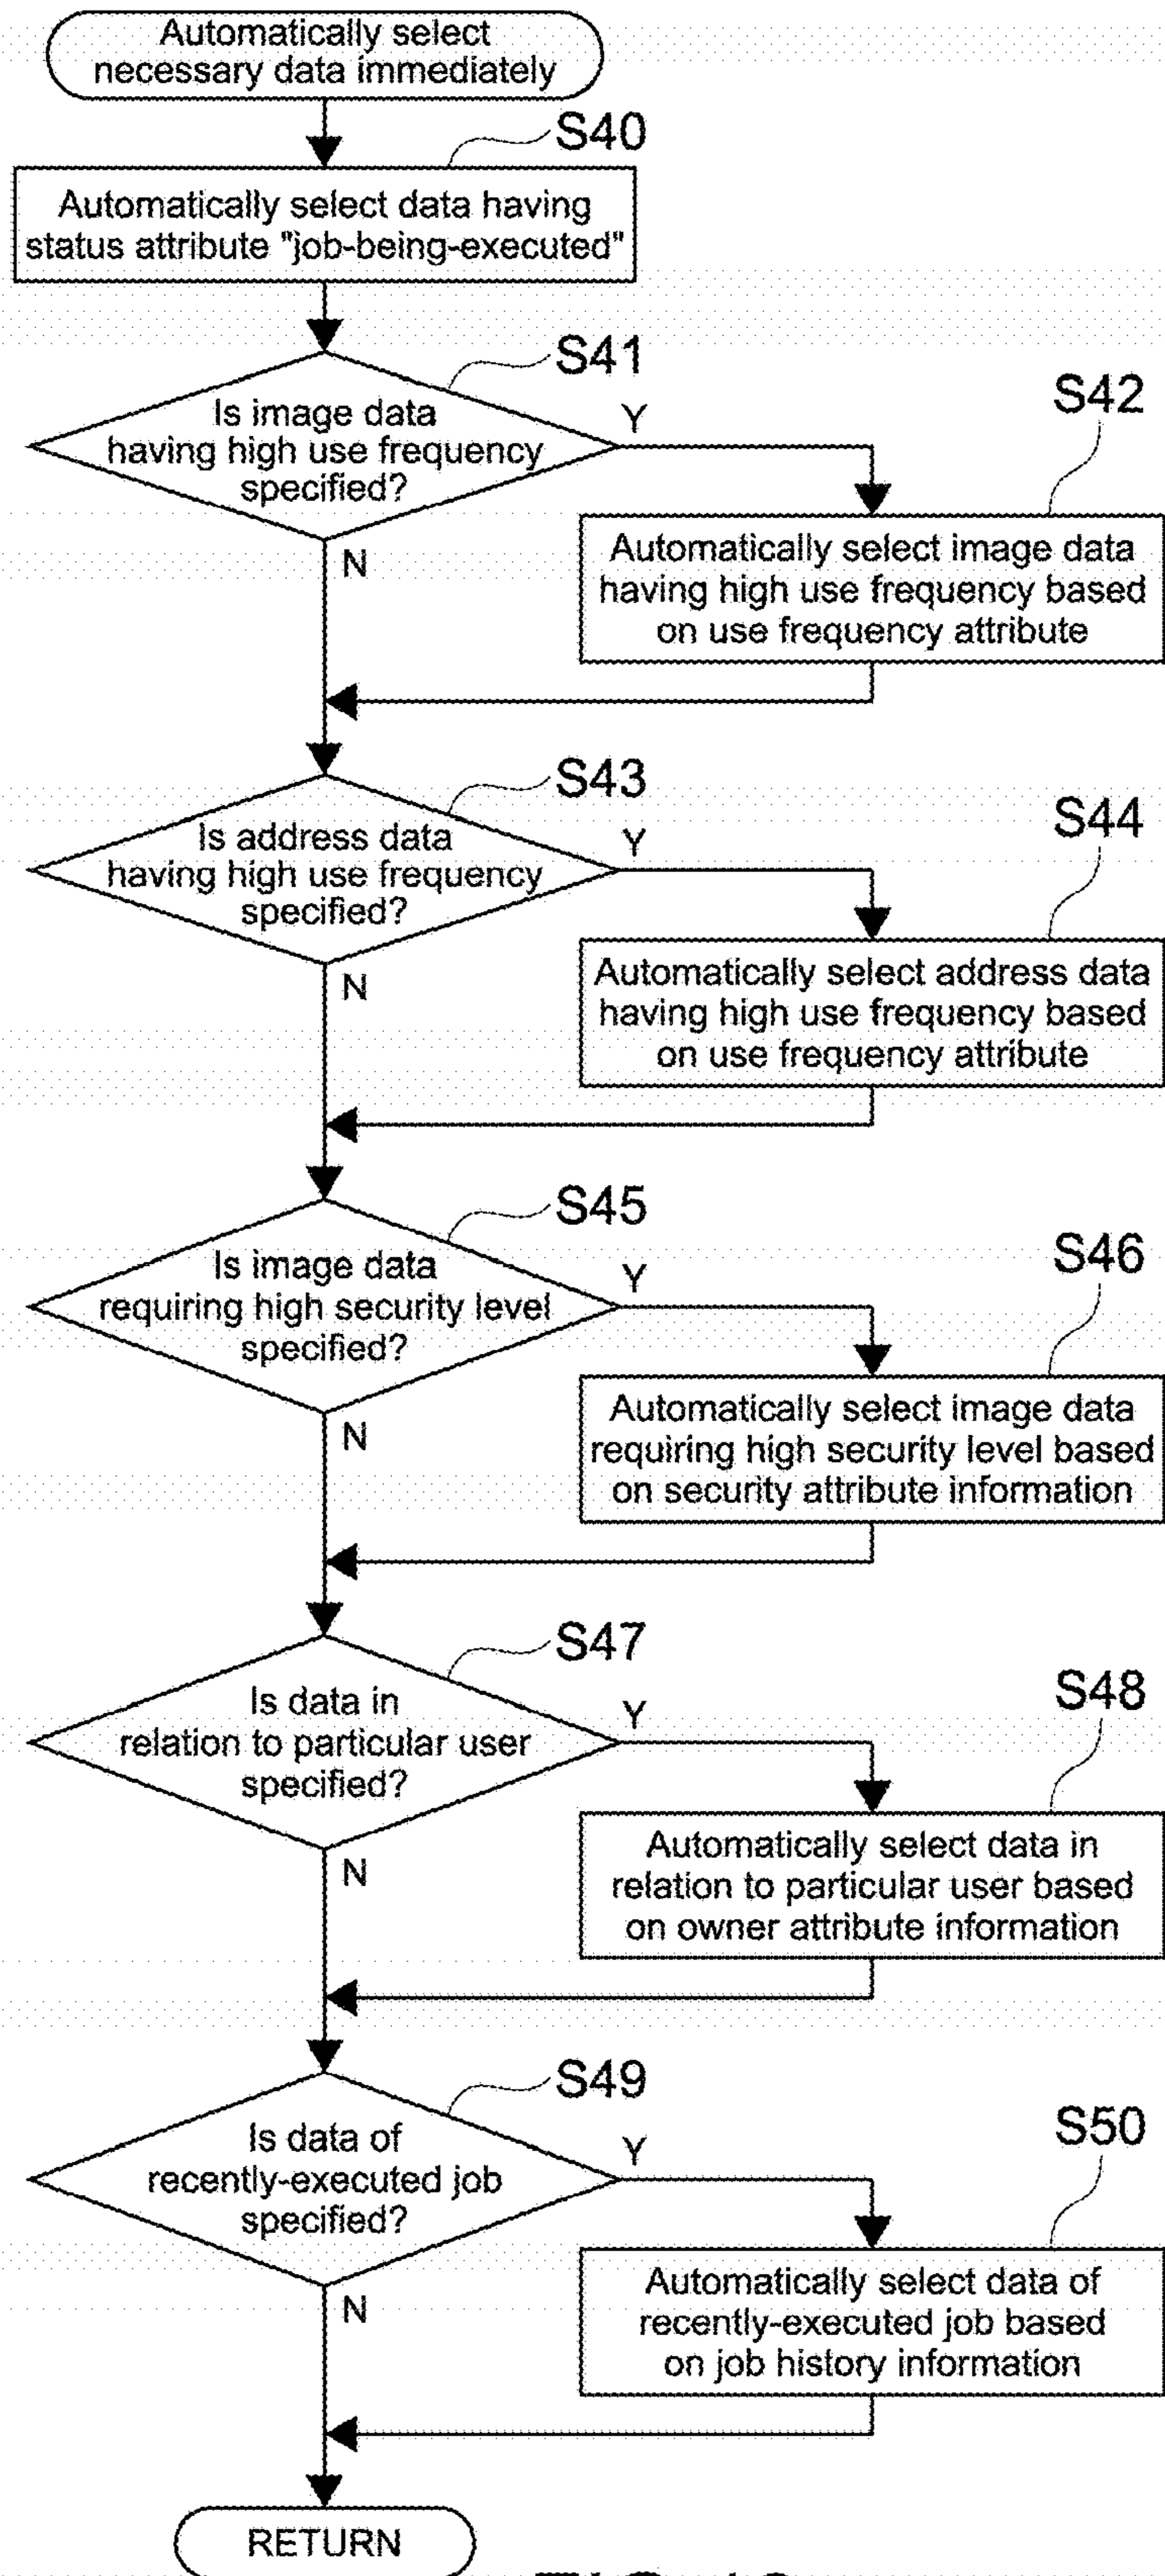 Automatically select
necessary data immediately
S40
Automatically select data having
status attribute "job-being-executed"
S41
Is image data
having high use frequency
specified?
Y
N
S42
Automatically select image data
having high use frequency based
on use frequency attribute
S43
Is address data
having high use frequency
specified?
Y
N
S44
Automatically select address data
having high use frequency based
on use frequency attribute
S45
Is image data
requiring high security level
specified?
Y
N
S46
Automatically select image data
requiring high security level based
on security attribute information
S47
Is data in
relation to particular user
specified?
Y
N
S48
Automatically select data in
relation to particular user based
on owner attribute information
S49
Is data of
recently-executed job
specified?
Y
N
S50
Automatically select data of
recently-executed job based
on job history information
RETURN